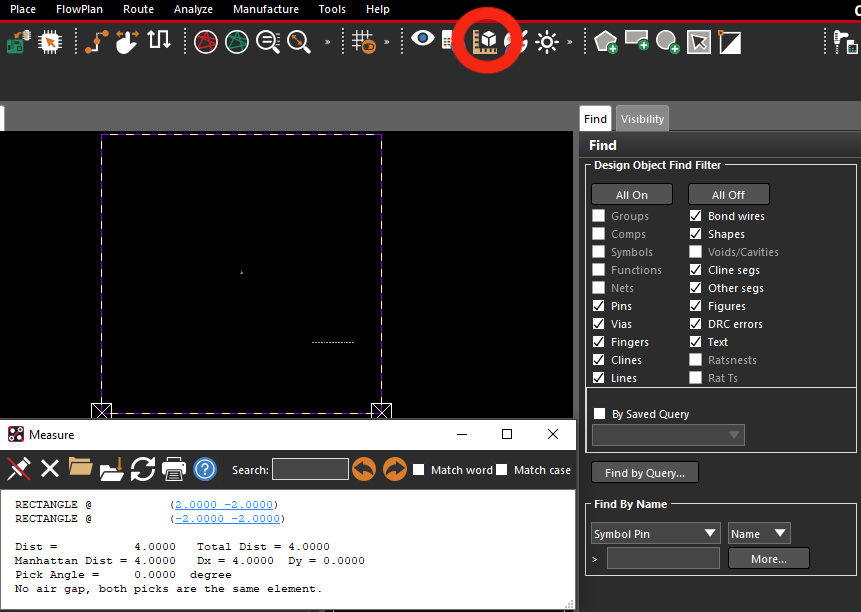 Place FlowPlan Route Analyze Manufacture Tools Help
» » »
Find Visibility
Find
Design Object Find Filter
All On All Off
Groups Bond wires
Comps Shapes
Symbols Voids/Cavities
Functions Cline segs
Nets Other segs
Pins Figures
Vias DRC errors
Fingers Text
Clines Ratsnests
Lines Rat Ts
By Saved Query
Find by Query...
Find By Name
Symbol Pin Name
> More...
Measure
Search: Match word Match case
RECTANGLE @ (2.0000 -2.0000)
RECTANGLE @ (-2.0000 -2.0000)
Dist = 4.0000 Total Dist = 4.0000
Manhattan Dist = 4.0000 Dx = 4.0000 Dy = 0.0000
Pick Angle = 0.0000 degree
No air gap, both picks are the same element.